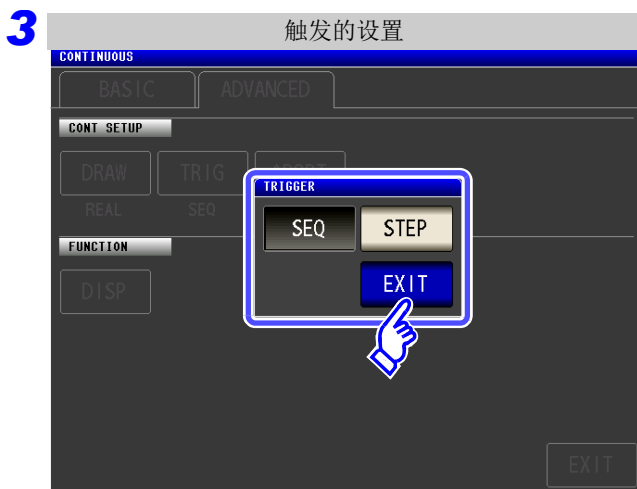 3
触发的设置
CONTINUOUS
BASIC ADVANCED
CONT SETUP
DRAW TRIG ABORT
REAL SEQ
TRIGGER
SEQ STEP
EXIT
FUNCTION
DISP
EXIT